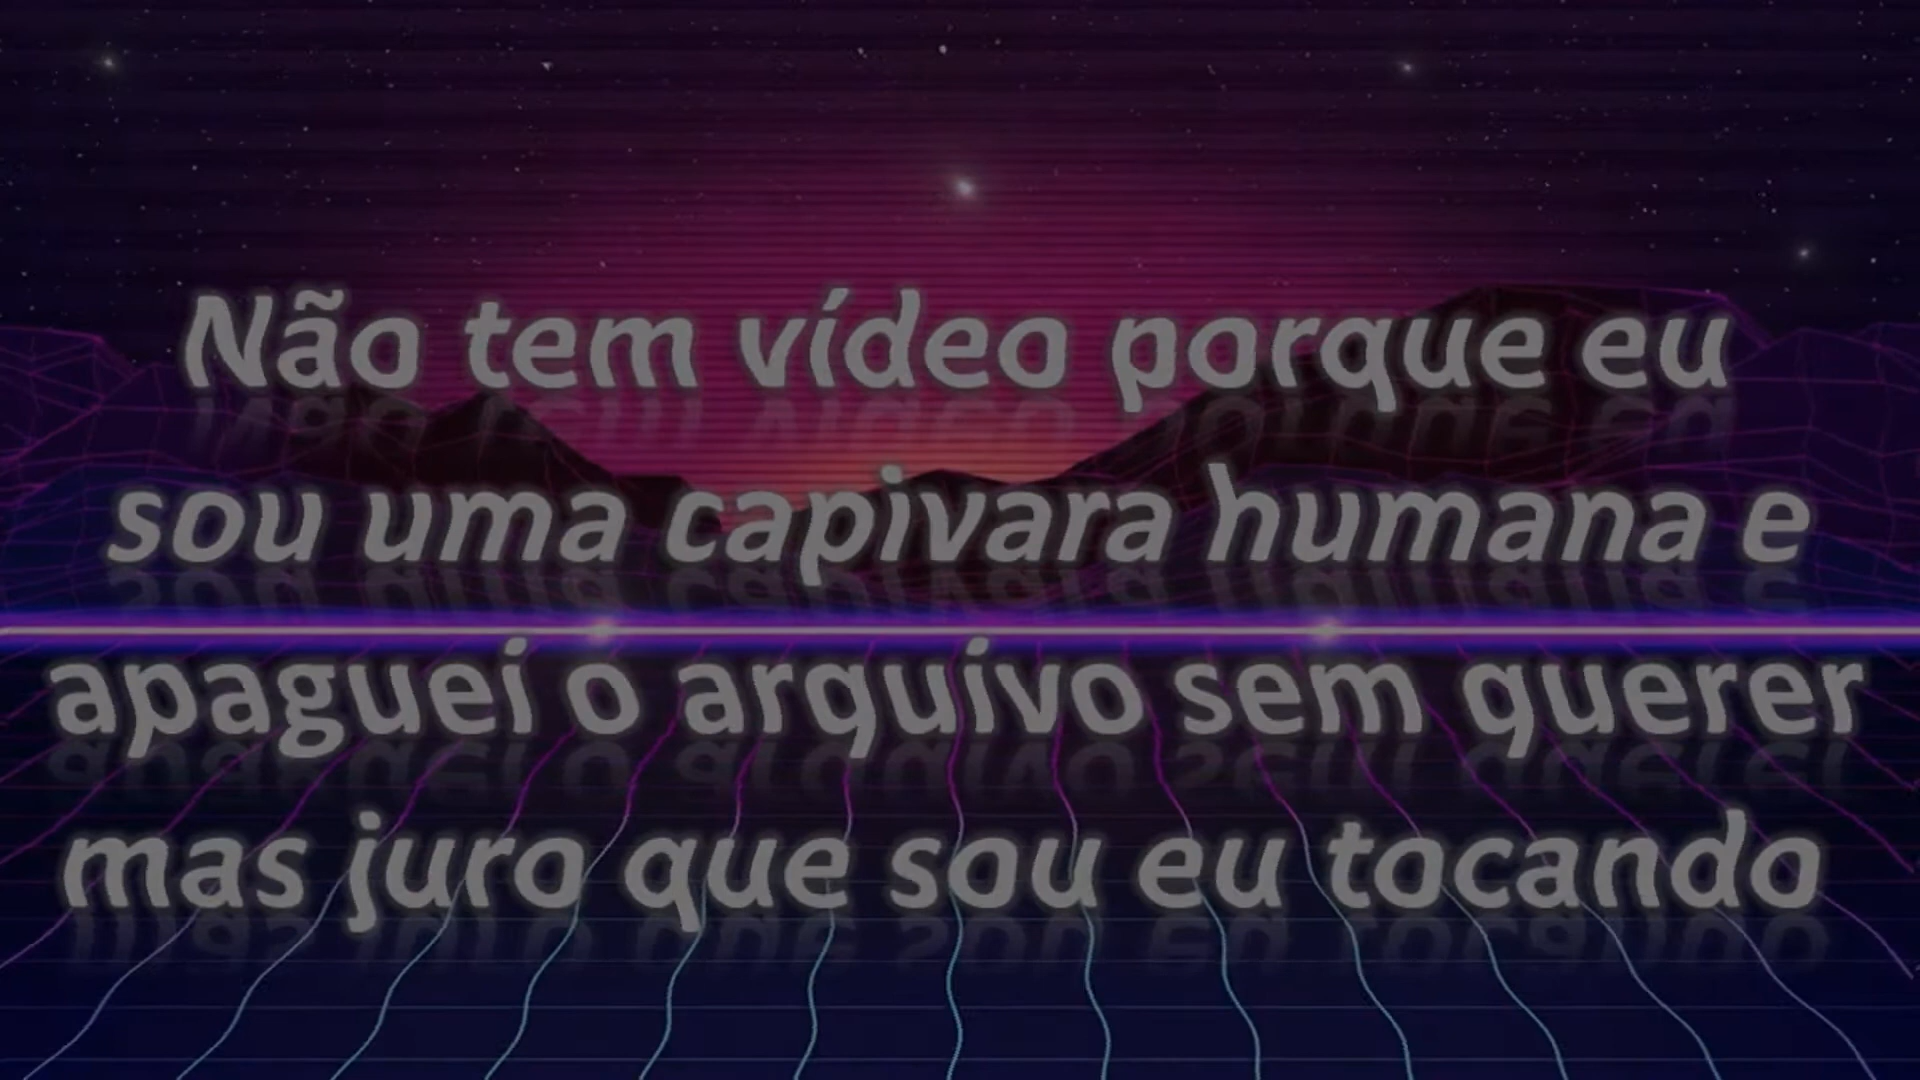 Não tem vídeo porque eu
sou uma capivara humana e
apaguei o arquivo sem querer
mas juro que sou eu tocando